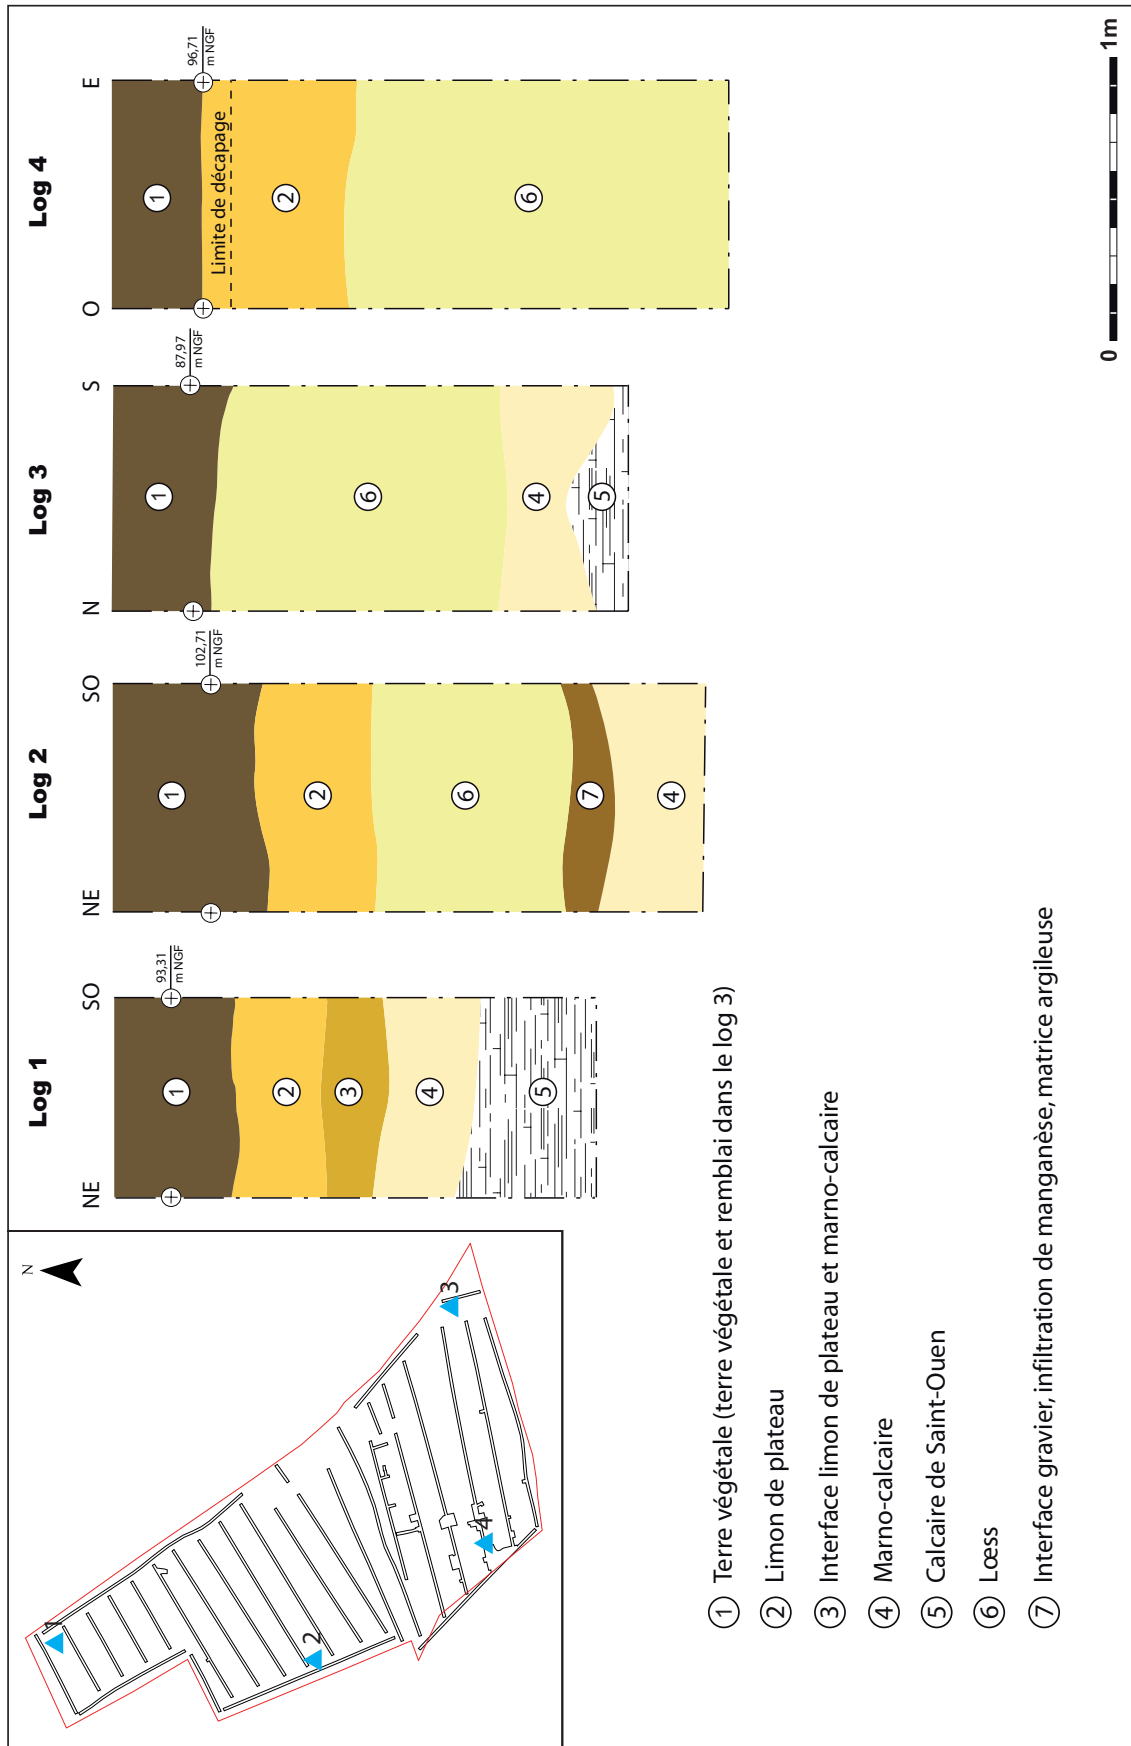 N
1
2
3
4
Log 1
NE
SO
93,31
m NGF
1
2
3
4
5
Log 2
NE
SO
102,71
m NGF
1
2
6
7
4
Log 3
N
S
87,97
m NGF
1
6
4
5
Log 4
O
E
96,71
m NGF
1
Limite de décapage
2
6
1 Terre végétale (terre végétale et remblai dans le log 3)
2 Limon de plateau
3 Interface limon de plateau et marno-calcaire
4 Marno-calcaire
5 Calcaire de Saint-Ouen
6 Lœss
7 Interface gravier, infiltration de manganèse, matrice argileuse
0
1m